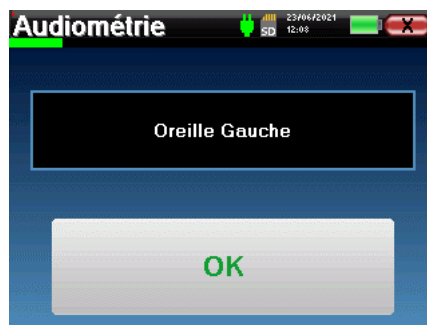 Audiométrie
SD
23/06/2021
12:08
X
Oreille Gauche
OK